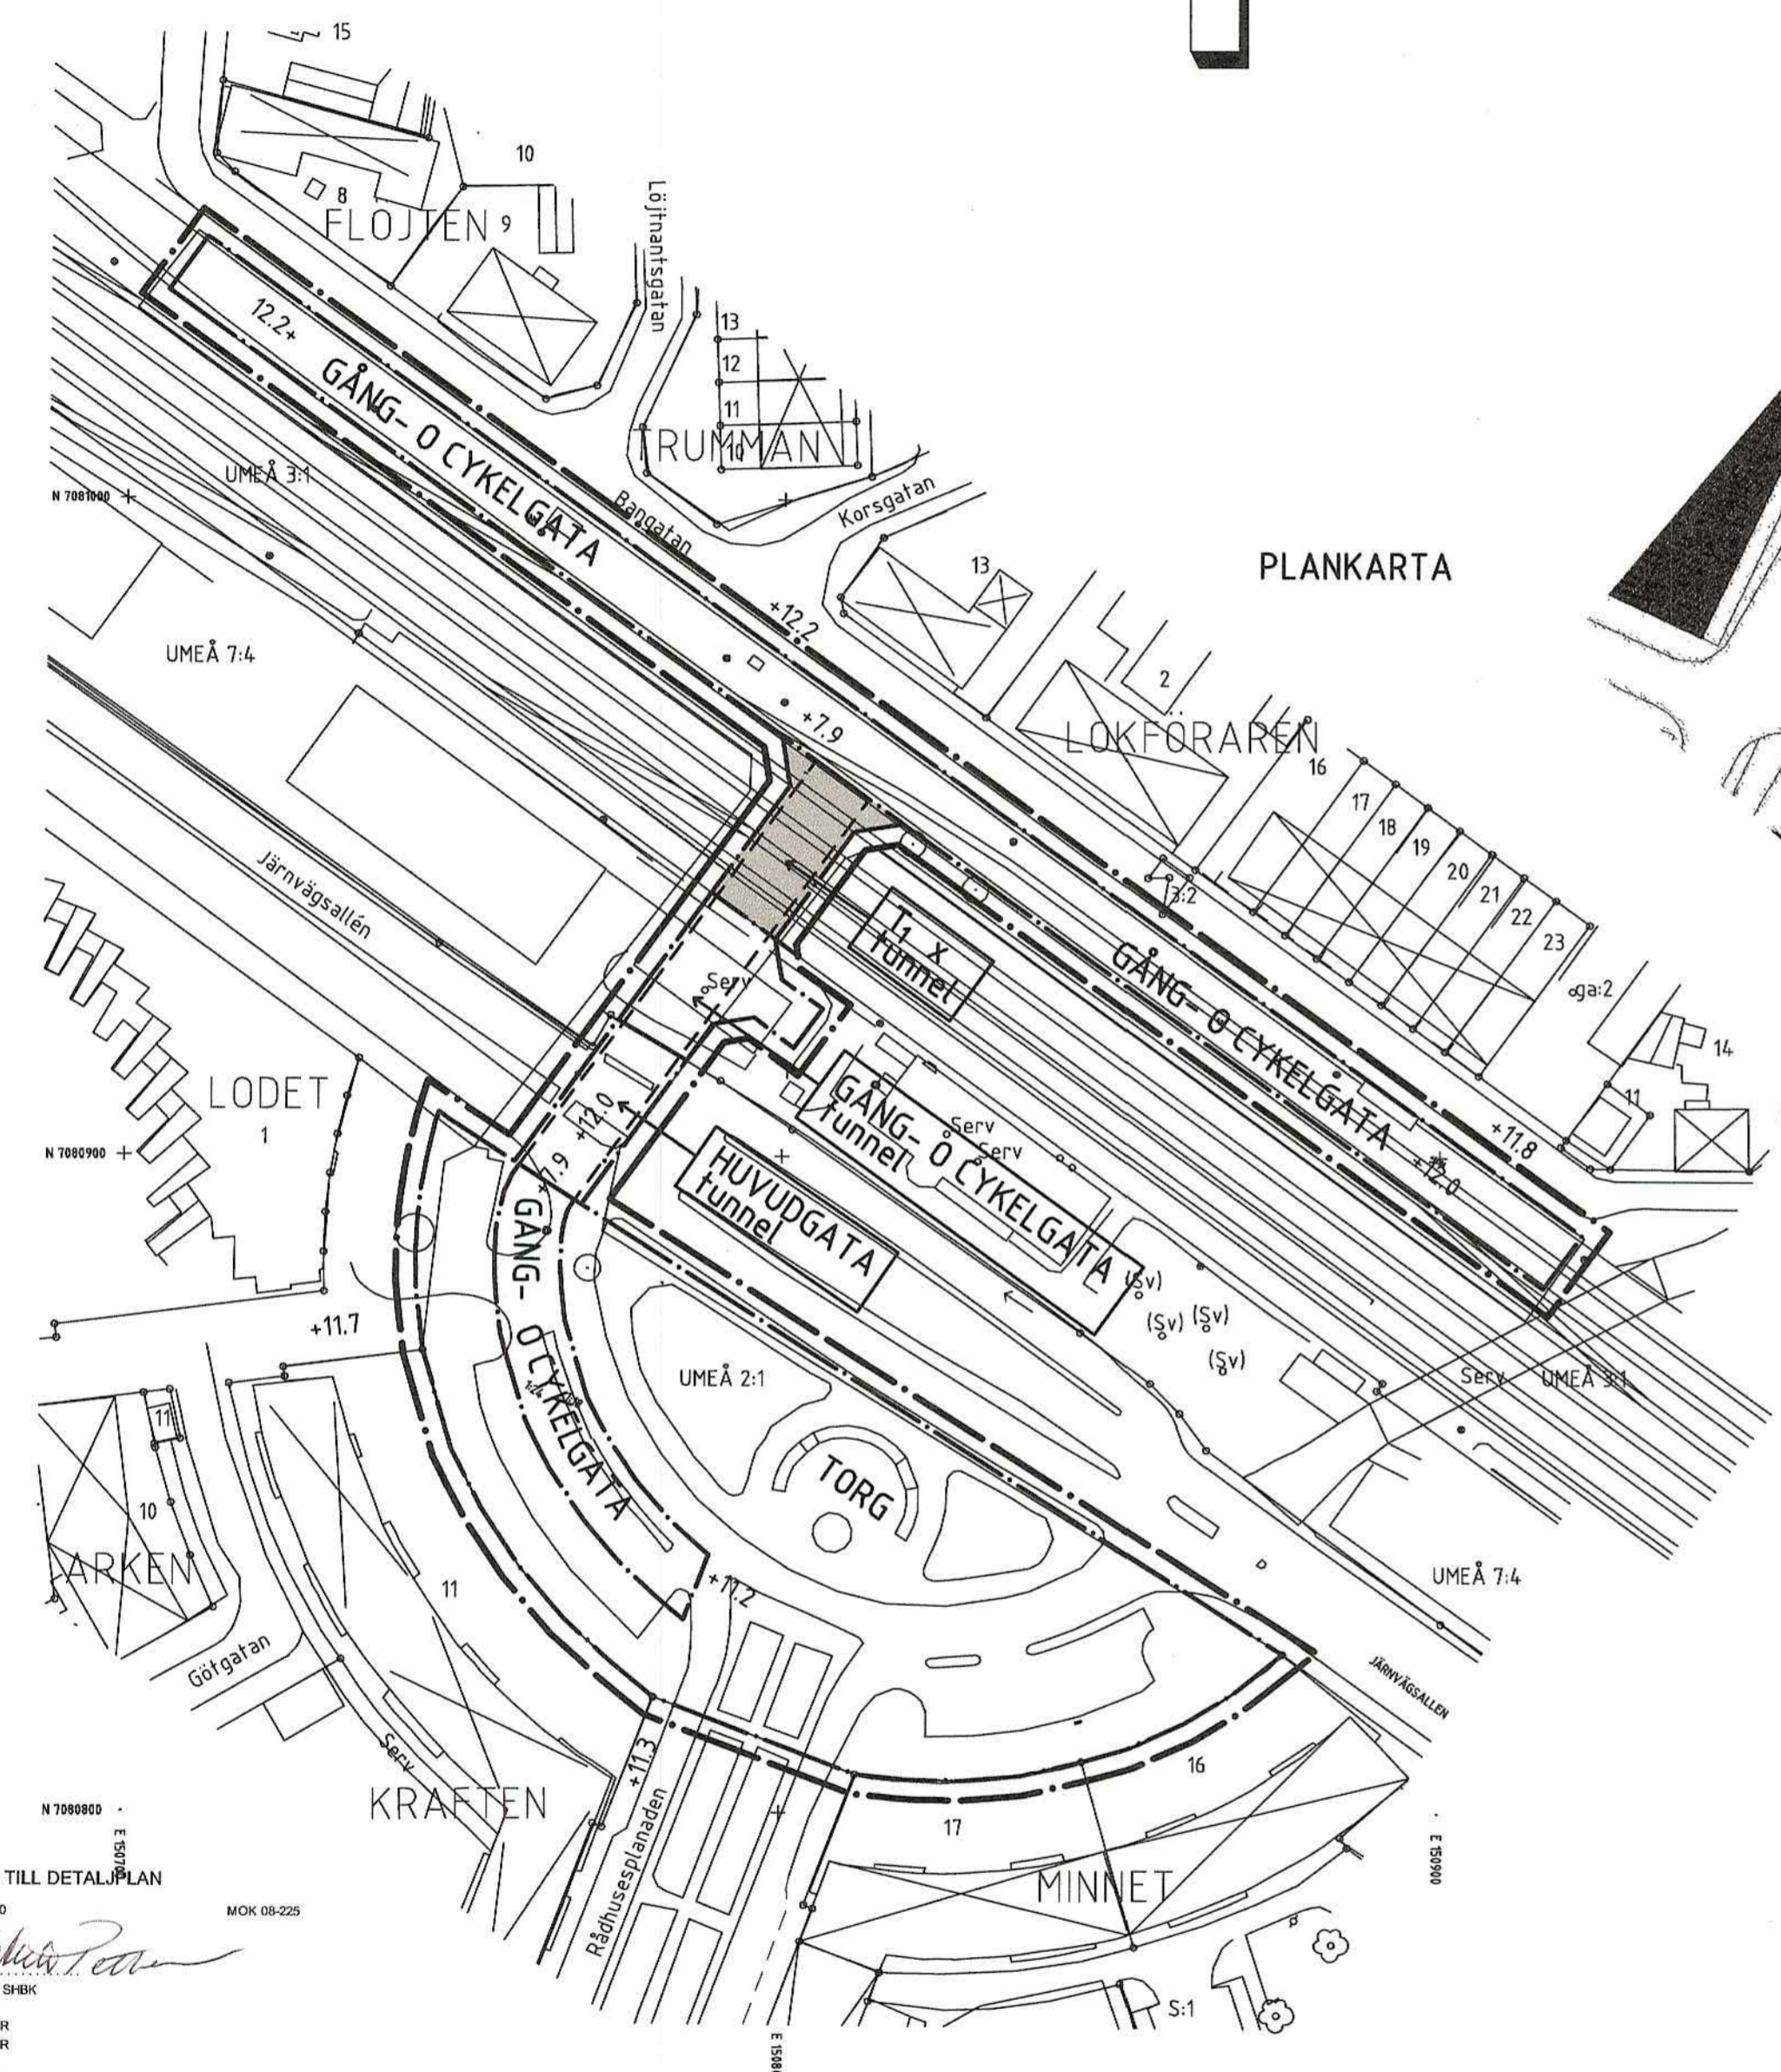 15
10
8
FLÖJTEN
9
Löjtnantsgatan
12.2+
GÅNG- O CYKELGATA
13
12
11
10
TRUMMAN
UMEÅ 3:1
N 7081000
Bangatan
Korsgatan
13
PLANKARTA
+12.2
UMEÅ 7:4
2
+7.9
LOKFÖRAREN
16
17
18
19
20
21
22
23
3:2
Järnvägsallén
T1 X
tunnel
GÅNG- O CYKELGATA
ga:2
14
11
Serv
LODET
1
+12.0
GÅNG- O CYKELGATA
tunnel
Serv
Serv
+11.8
+12.0
N 7080900
+7.9
HUVUDGATA
tunnel
GÅNG- O CYKELGATA
(Sv)
(Sv)
(Sv)
(Sv)
+11.7
UMEÅ 2:1
Serv
UMEÅ 3:1
11
10
ARKEN
TORG
11
+11.2
UMEÅ 7:4
Götgatan
JÄRNVÄGSALLEN
Serv
+11.3
16
KRAFTEN
N 7080800
17
Rådhusesplanaden
E 150900
TILL DETALJPLAN
MINNET
MOK 08-225
SHBK
S:1
R
R